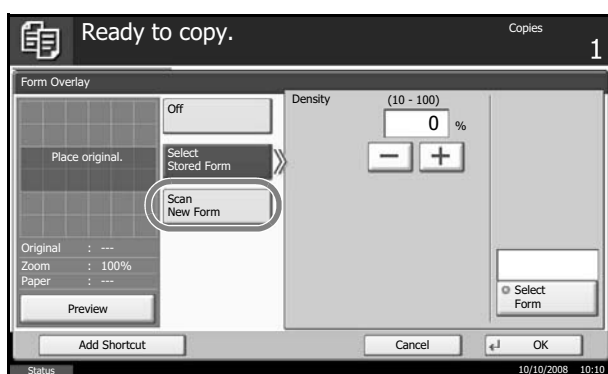 Ready to copy.
Copies
1
Form Overlay
Place original.
Original : ---
Zoom : 100%
Paper : ---
Preview
Off
Select
Stored Form
Scan
New Form
Density
(10 - 100)
0 %
Select
Form
Add Shortcut
Cancel
OK
Status
10/10/2008 10:10